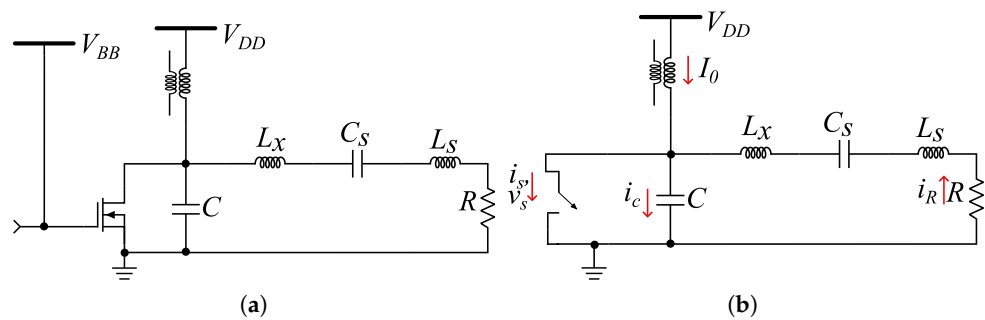 V_BB
V_DD
L_x
C_s
L_s
C
R
(a)
V_DD
I_0
L_x
C_s
L_s
i_s,
v_s
i_c
C
i_R
R
(b)